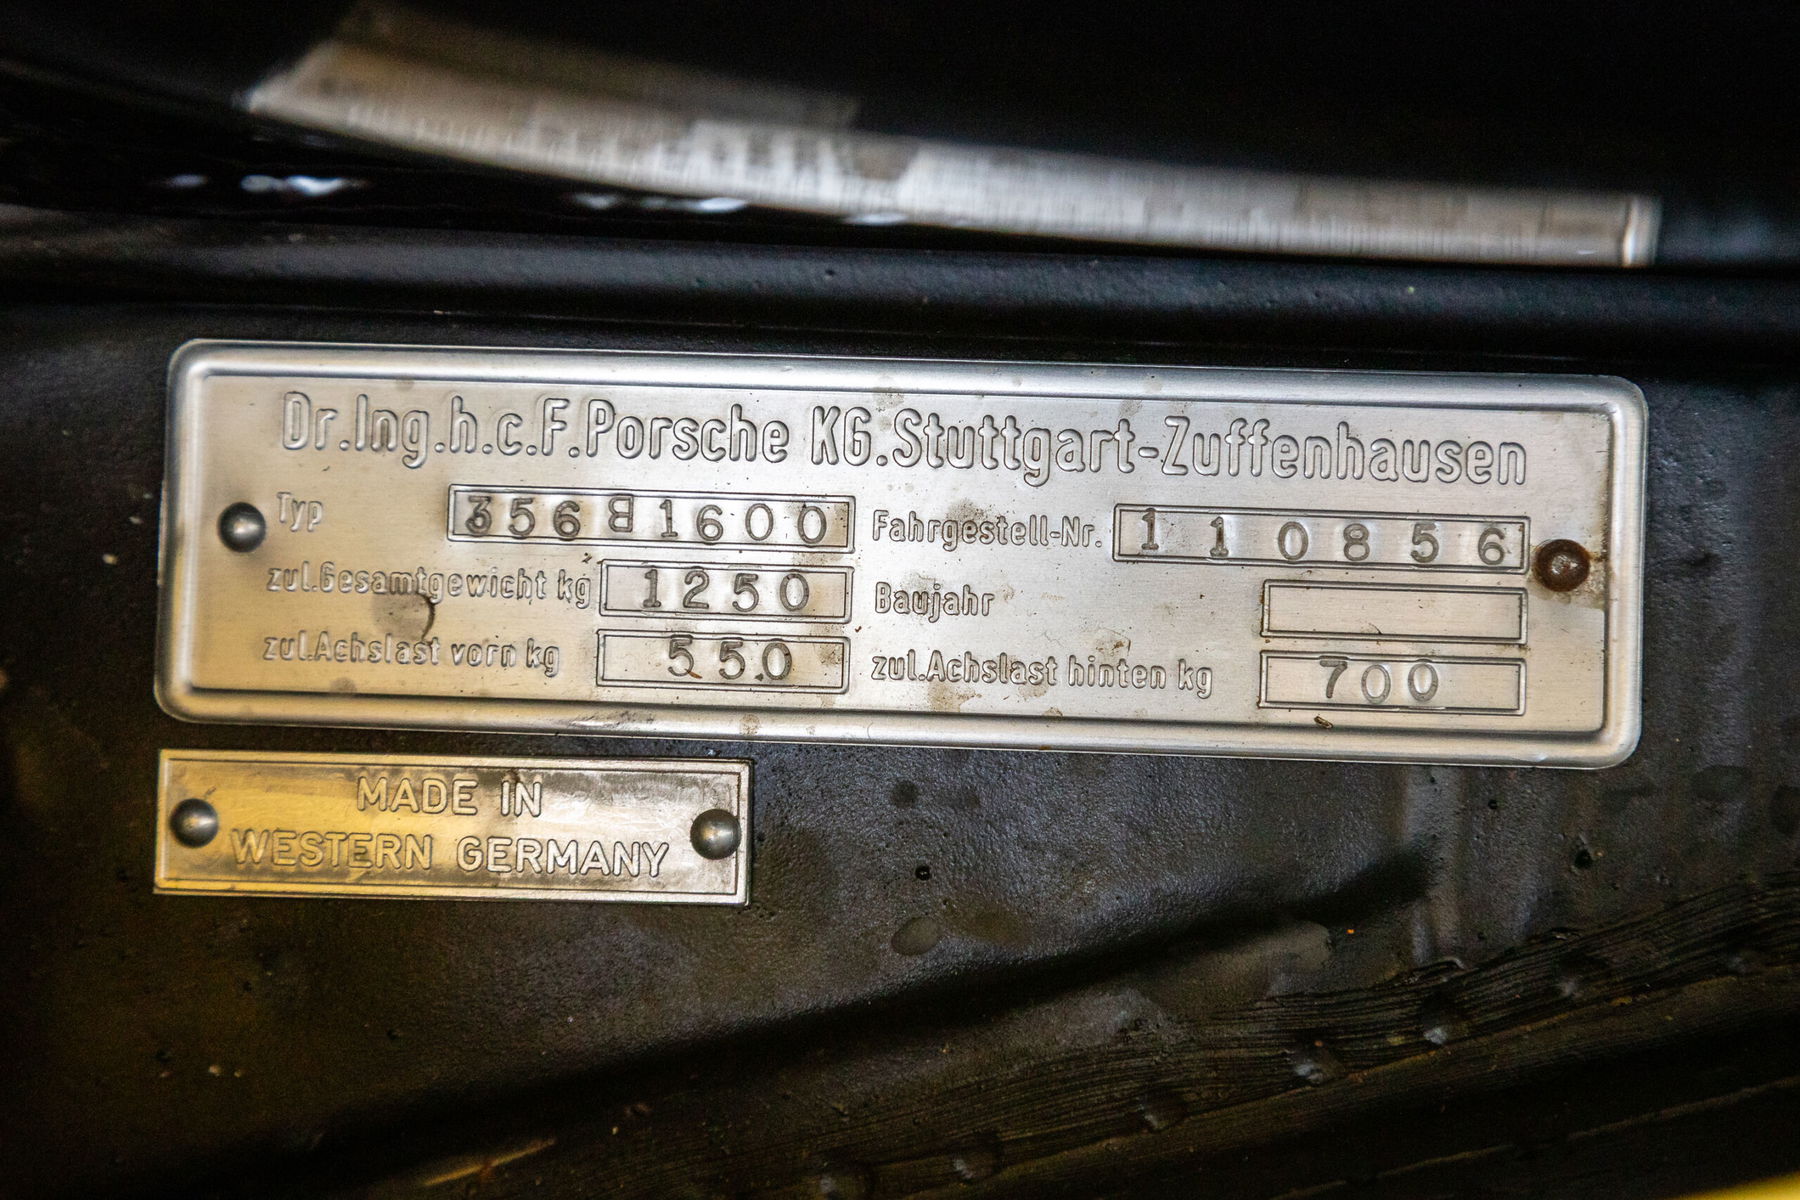 Dr.Ing.h.c.F.Porsche KG.Stuttgart-Zuffenhausen
Typ 356B1600 Fahrgestell-Nr. 110856
zul.Gesamtgewicht kg 1250 Baujahr
zul.Achslast vorn kg 550 zul.Achslast hinten kg 700
MADE IN
WESTERN GERMANY